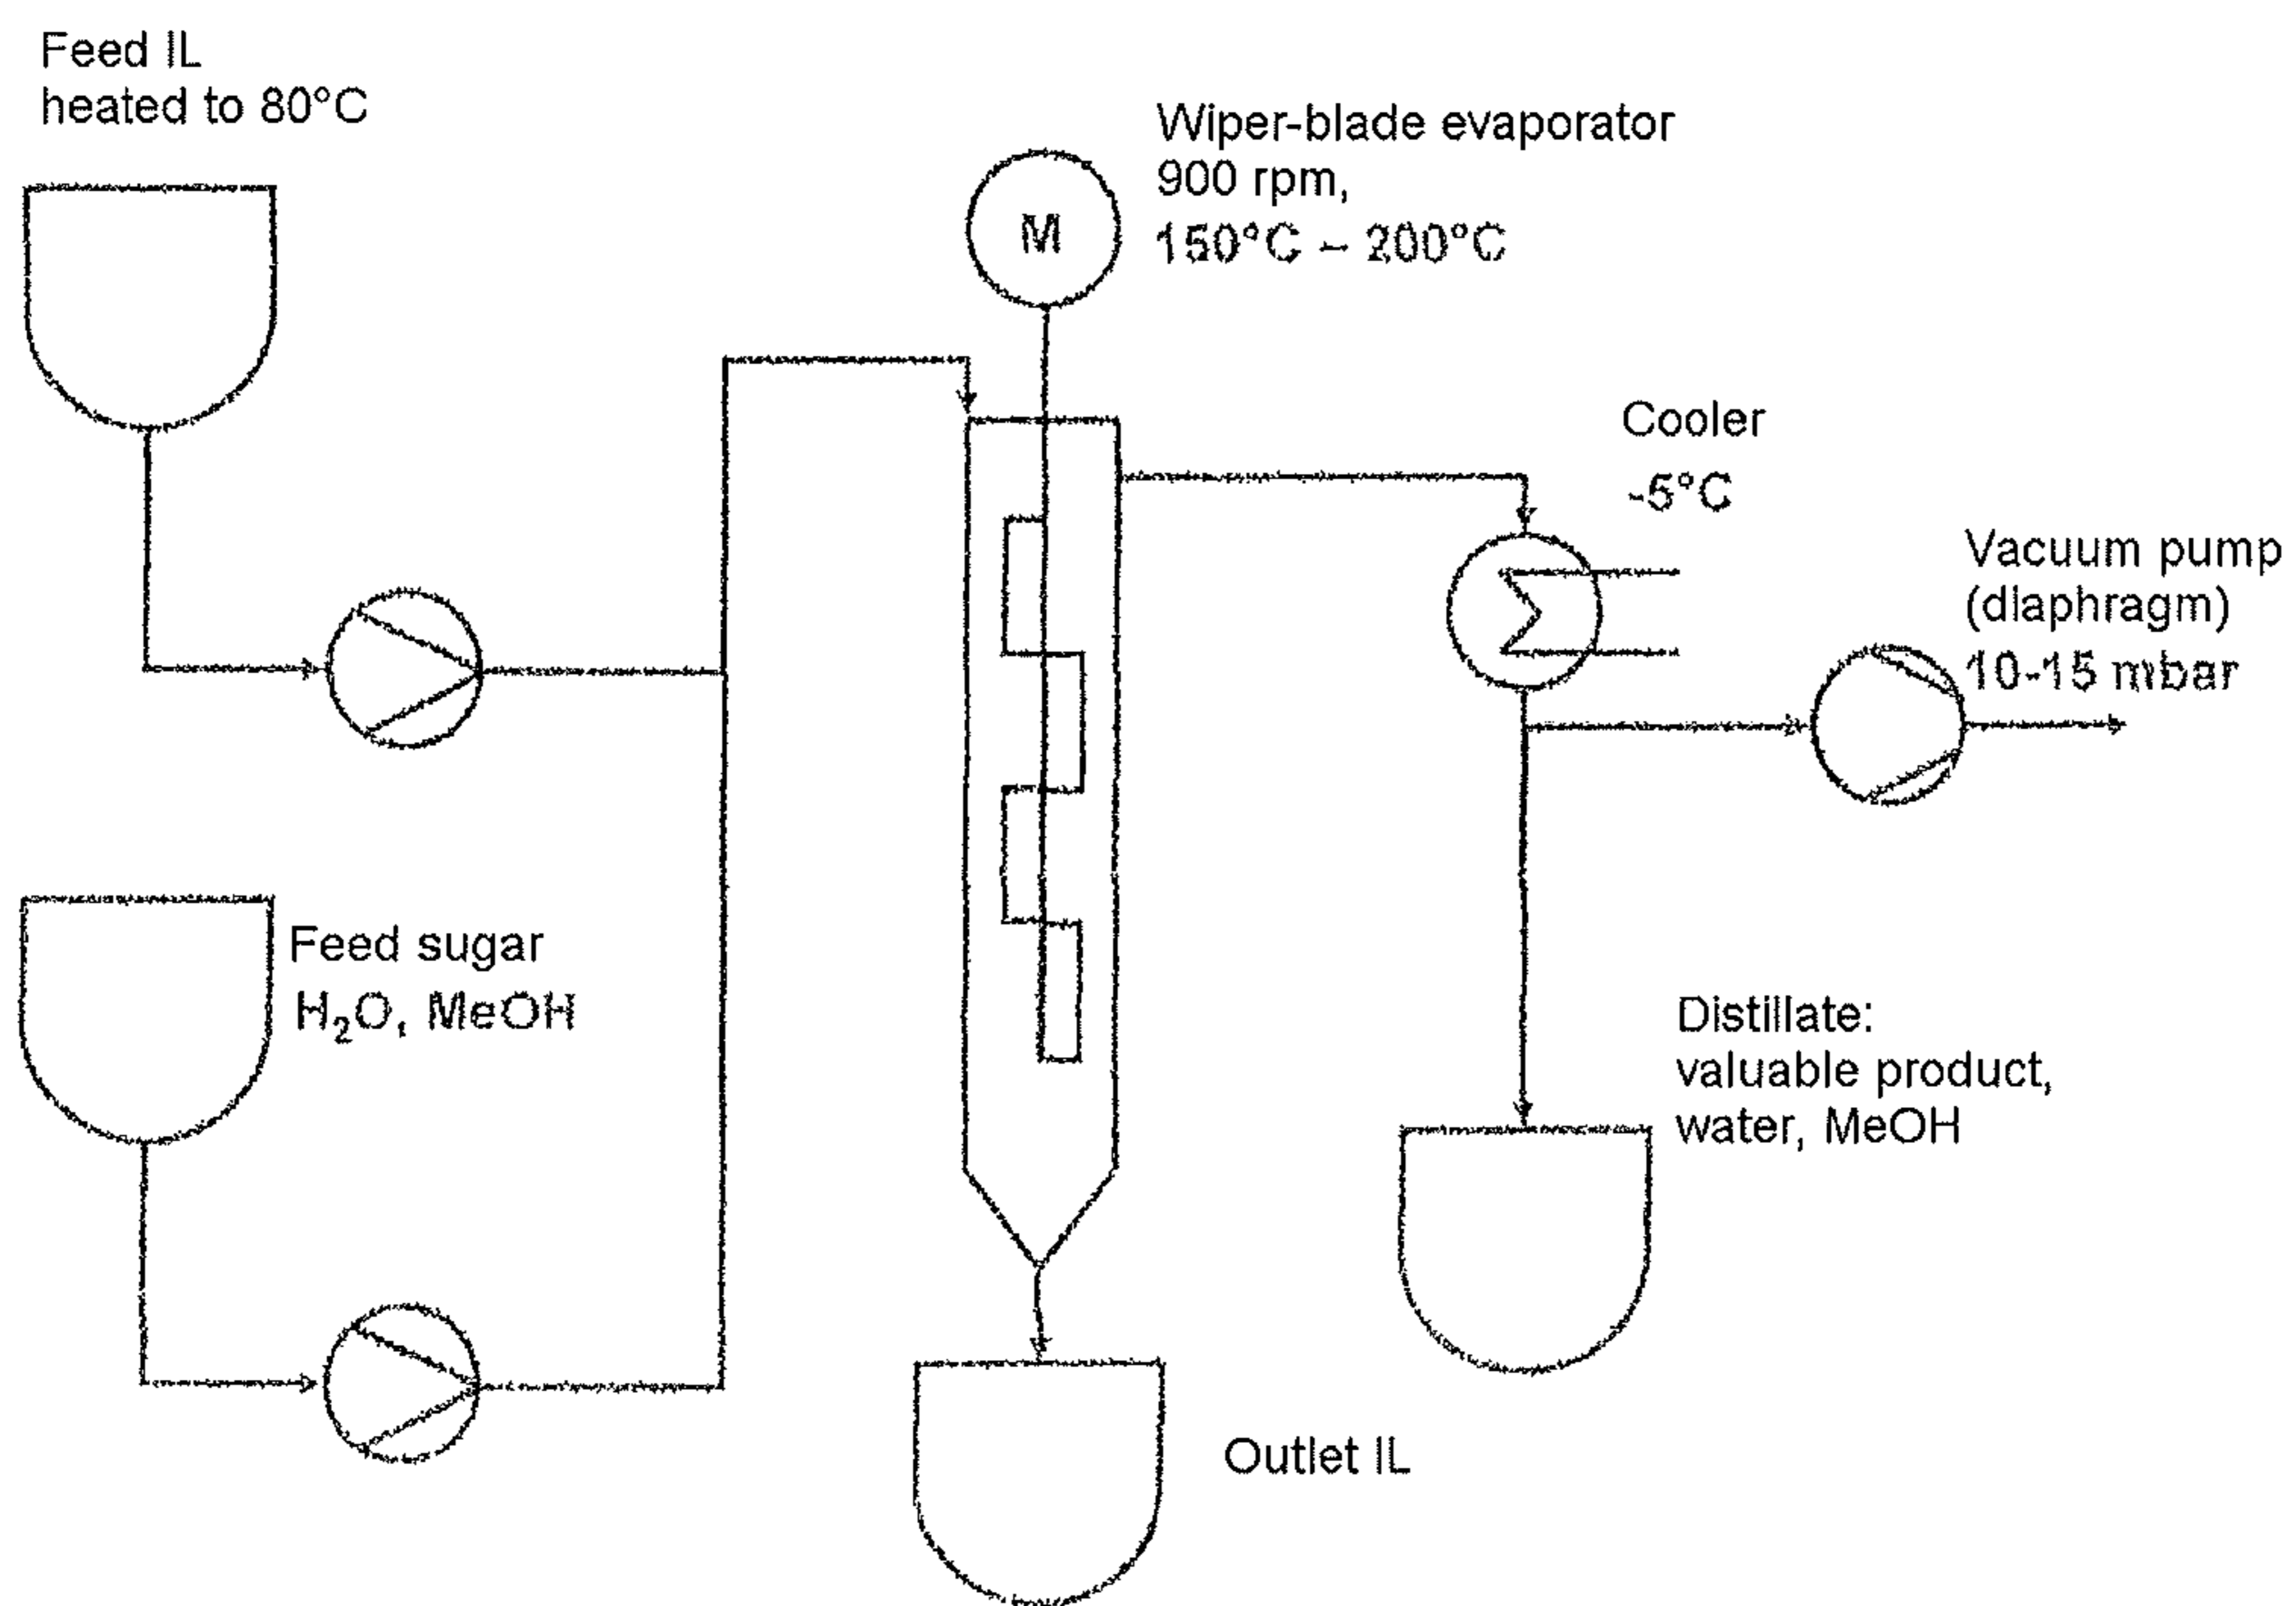 Feed IL
heated to 80°C
Wiper-blade evaporator
900 rpm,
150°C – 200°C
M
Cooler
-5°C
Vacuum pump
(dlaphragm)
10-15 mbar
Feed sugar
H₂O, MeOH
Distillate:
valuable product,
water, MeOH
Outlet IL